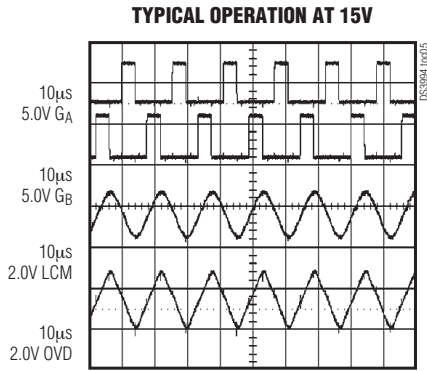 TYPICAL OPERATION AT 15V
DS3994 toc05
10µs
5.0V GA
10µs
5.0V GB
10µs
2.0V LCM
10µs
2.0V OVD